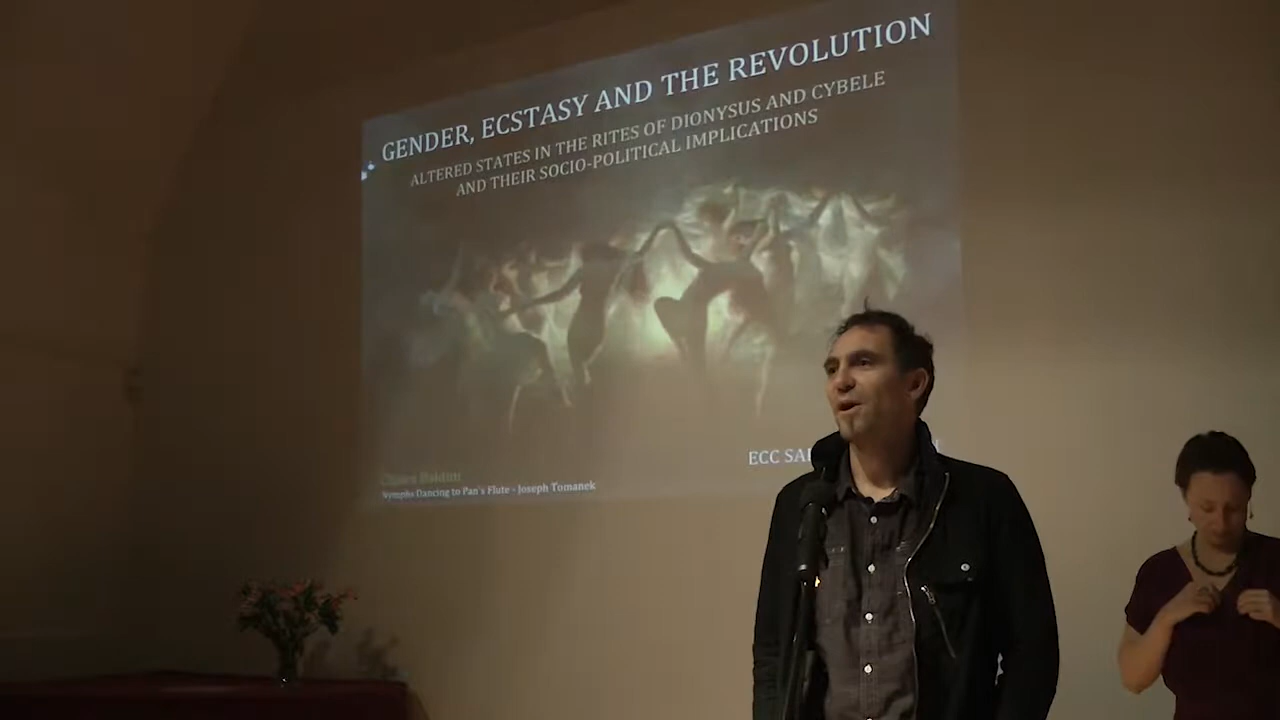 GENDER, ECSTASY AND THE REVOLUTION
ALTERED STATES IN THE RITES OF DIONYSUS AND CYBELE
AND THEIR SOCIO-POLITICAL IMPLICATIONS
ECC
Nymphs Dancing to Pan's Flute - Joseph Tomanek